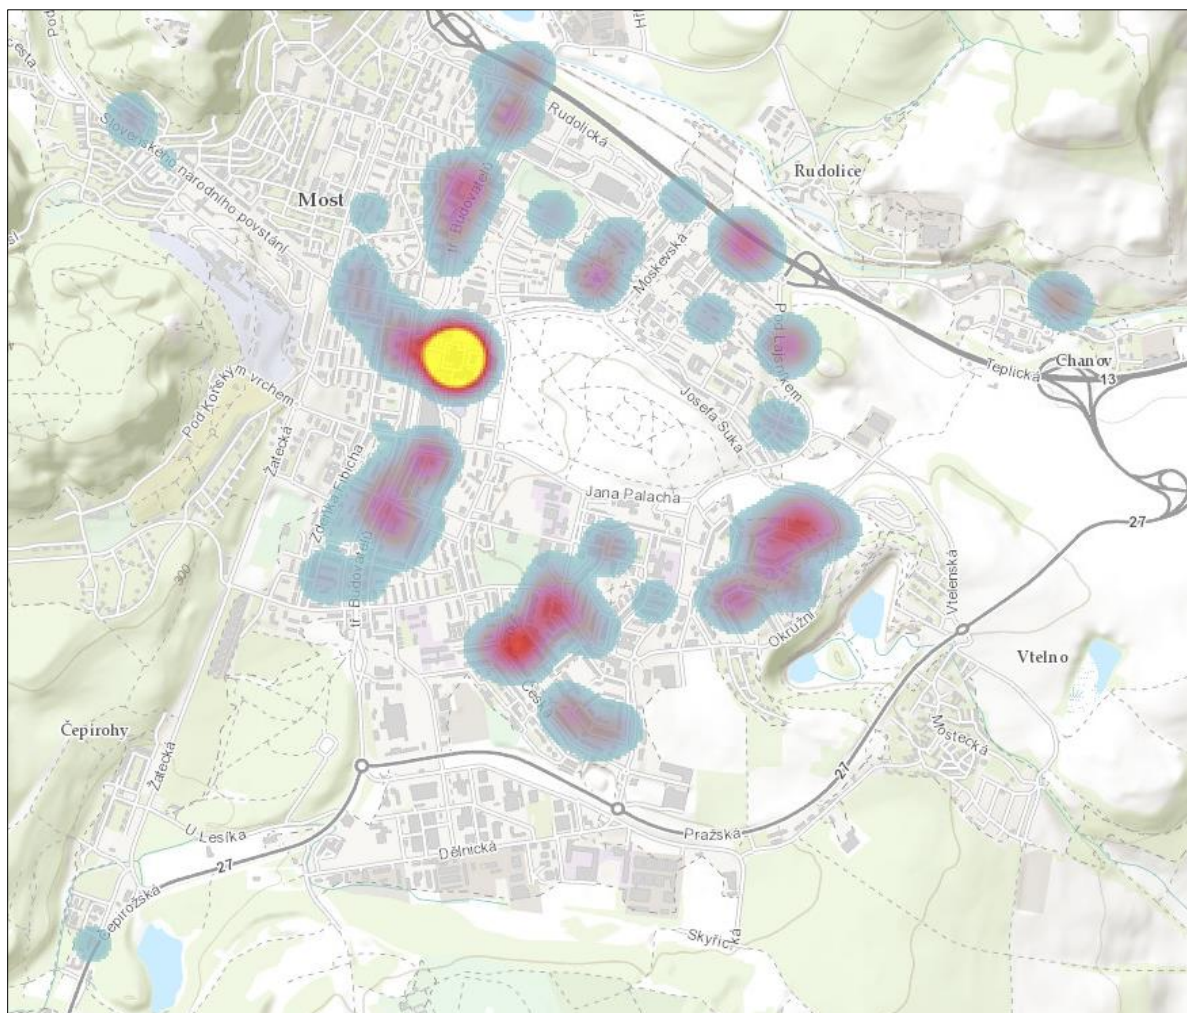 Slovenského národního povstání
Rudolická
Rudolice
Most
tř. Budovatelů
Moskevská
Pod Lajsníkem
Chanov
Teplická
13
Pod Koňským vrchem
Josefa Suka
Žatecká
Zdeňka Fibicha
Jana Palacha
27
300
tř. Budovatelů
Vtelenská
Okružní
Vtelno
Čepirohy
Mostecká
Žatecká
27
U Lesíka
Pražská
Dělnická
27
Čepirožská
Skyřická